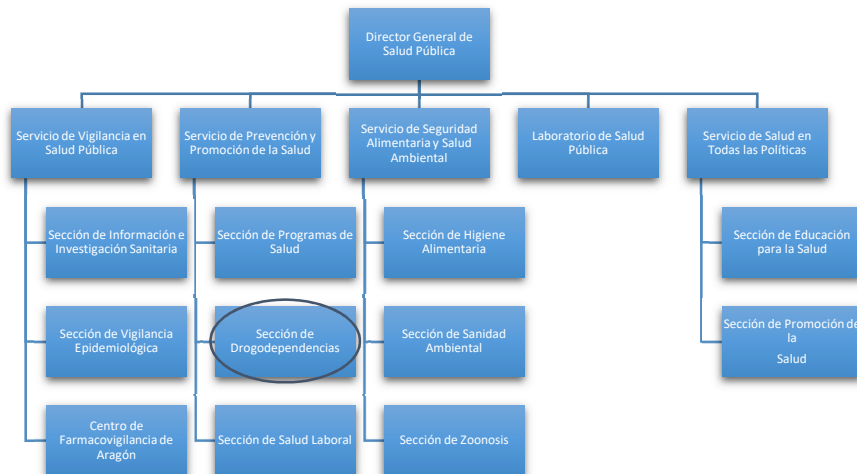 Director General de
Salud Pública
Servicio de Vigilancia en
Salud Pública
Servicio de Prevención y
Promoción de la Salud
Servicio de Seguridad
Alimentaria y Salud
Ambiental
Laboratorio de Salud
Pública
Servicio de Salud en
Todas las Políticas
Sección de Información e
Investigación Sanitaria
Sección de Programas de
Salud
Sección de Higiene
Alimentaria
Sección de Educación
para la Salud
Sección de Vigilancia
Epidemiológica
Sección de
Drogodependencias
Sección de Sanidad
Ambiental
Sección de Promoción de
la
Salud
Centro de
Farmacovigilancia de
Aragón
Sección de Salud Laboral
Sección de Zoonosis